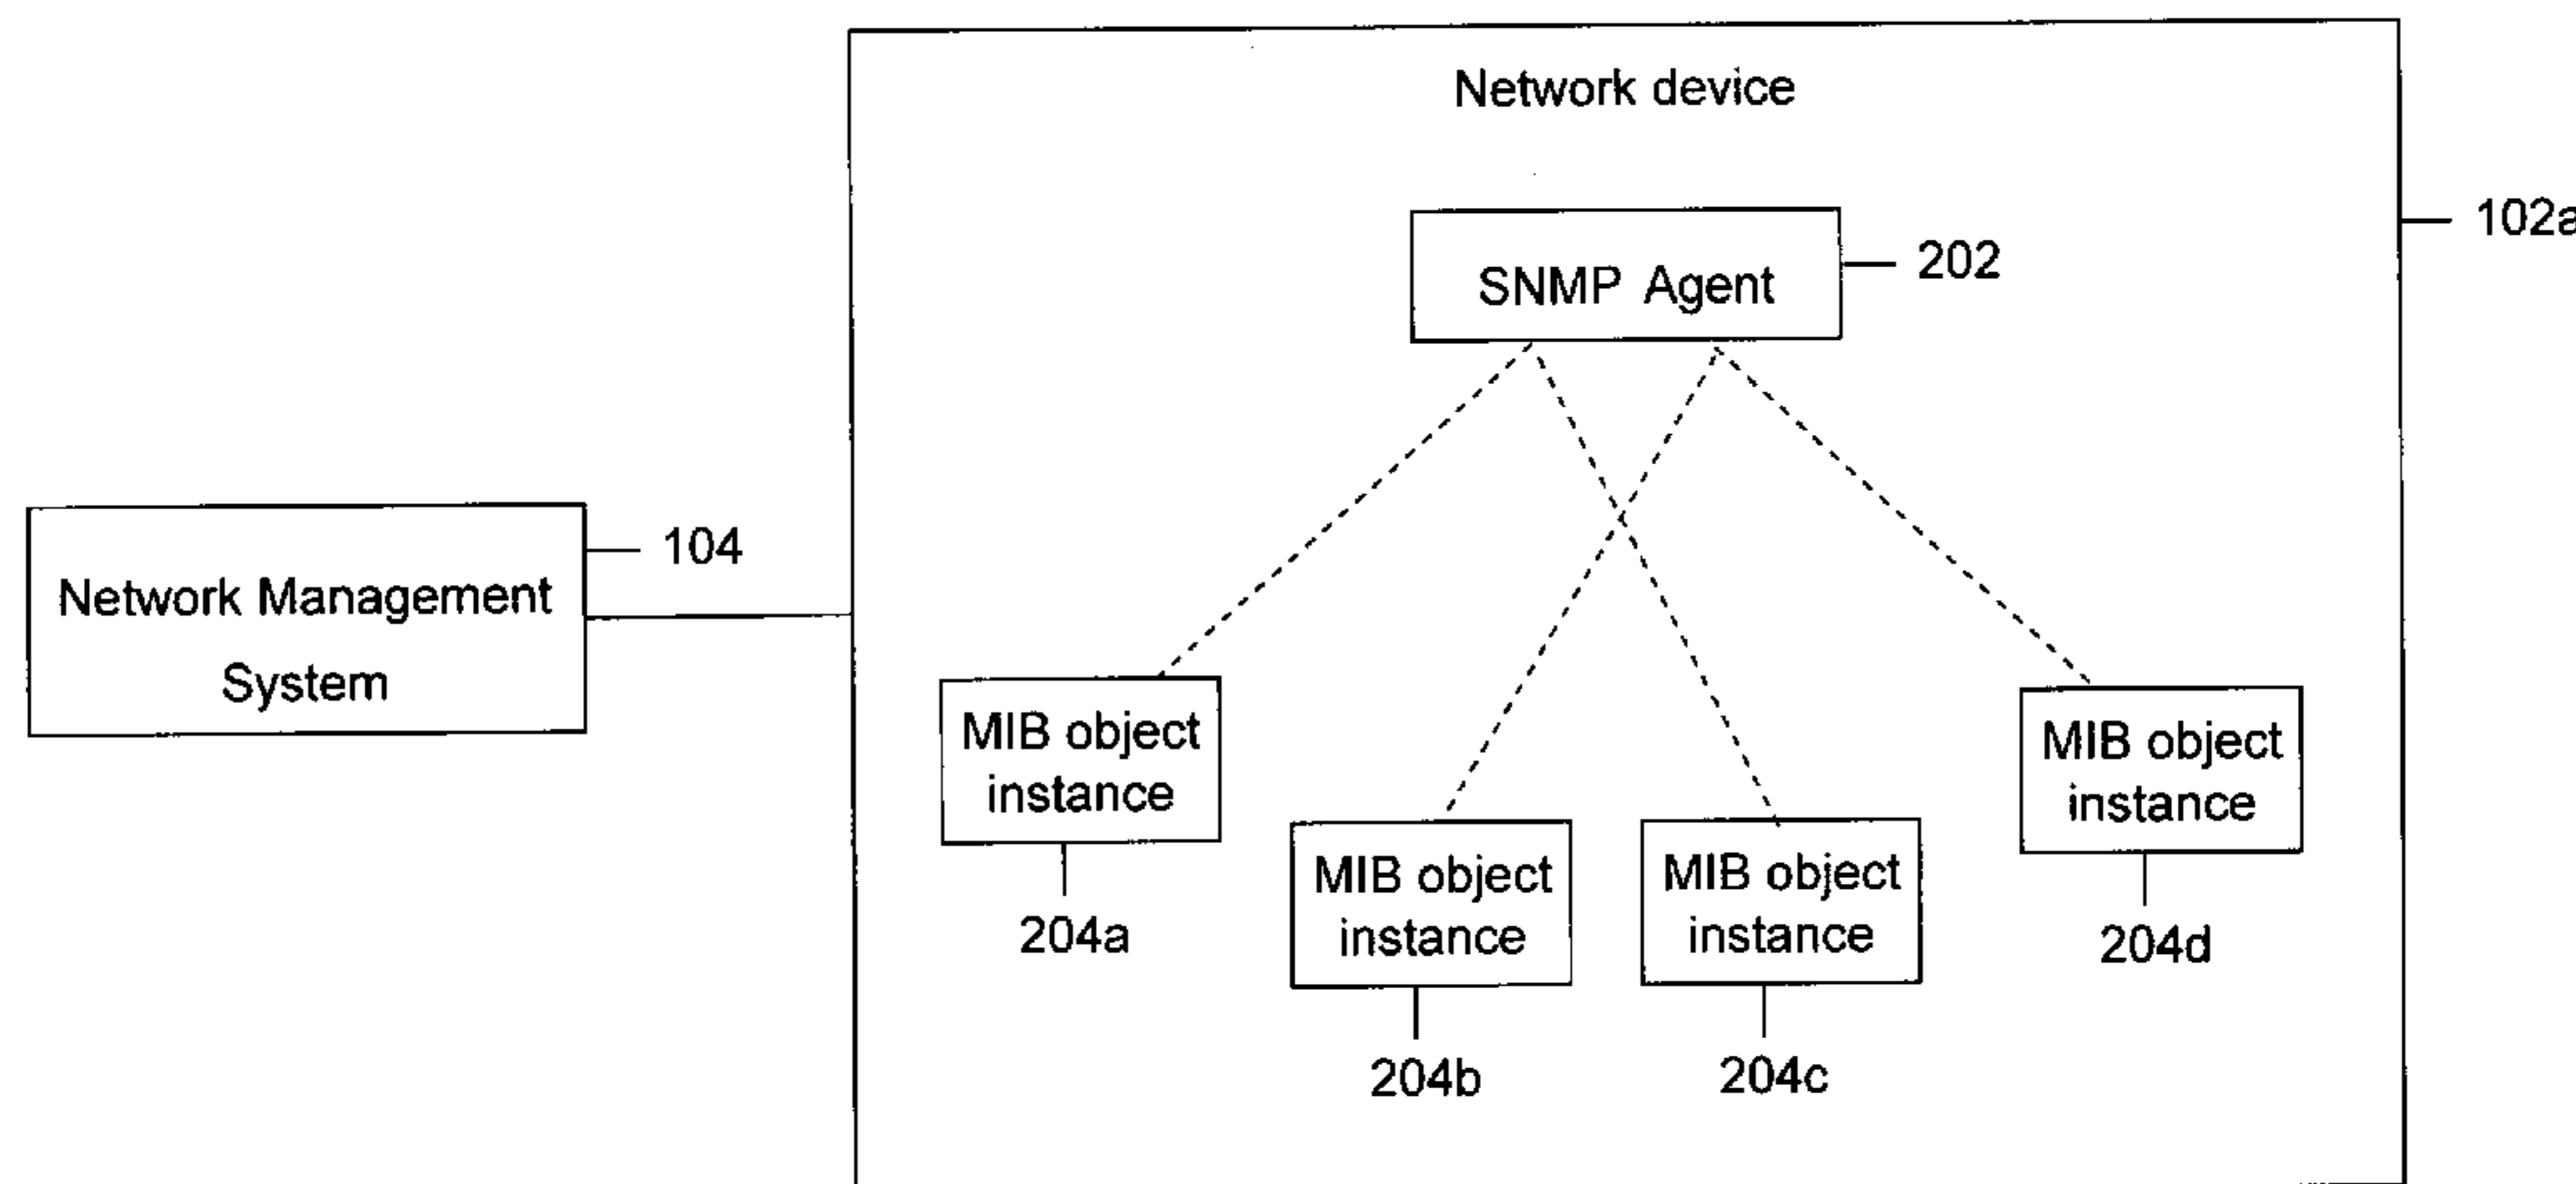 Network device
102a
SNMP Agent
202
104
Network Management
System
MIB object
instance
204a
MIB object
instance
204b
MIB object
instance
204c
MIB object
instance
204d